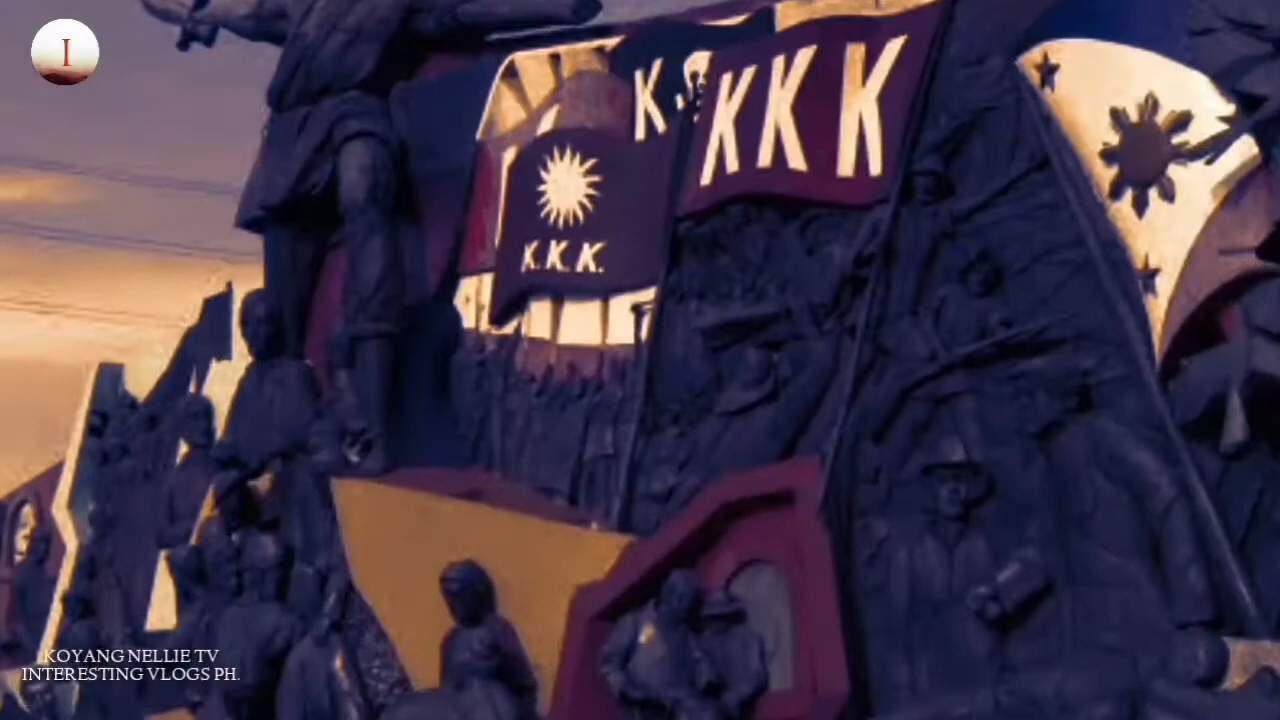 I
K
KKK
K.K.K.
KOYANG NELLIE TV
INTERESTING VLOGS PH.